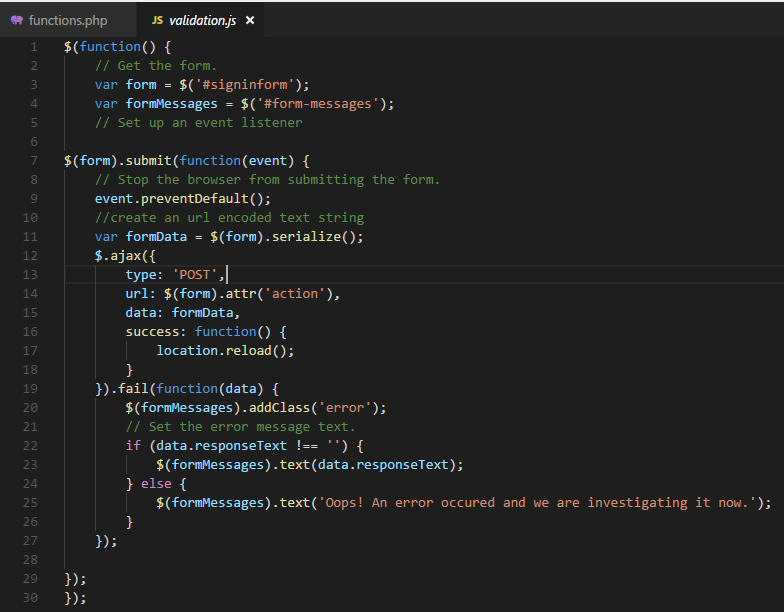 functions.php
JS validation.js ×
1 $(function() {
2 // Get the form.
3 var form = $('#signinform');
4 var formMessages = $('#form-messages');
5 // Set up an event listener
6
7 $(form).submit(function(event) {
8 // Stop the browser from submitting the form.
9 event.preventDefault();
10 //create an url encoded text string
11 var formData = $(form).serialize();
12 $.ajax({
13 type: 'POST',
14 url: $(form).attr('action'),
15 data: formData,
16 success: function() {
17 location.reload();
18 }
19 }).fail(function(data) {
20 $(formMessages).addClass('error');
21 // Set the error message text.
22 if (data.responseText !== '') {
23 $(formMessages).text(data.responseText);
24 } else {
25 $(formMessages).text('Oops! An error occured and we are investigating it now.');
26 }
27 });
28
29 });
30 });